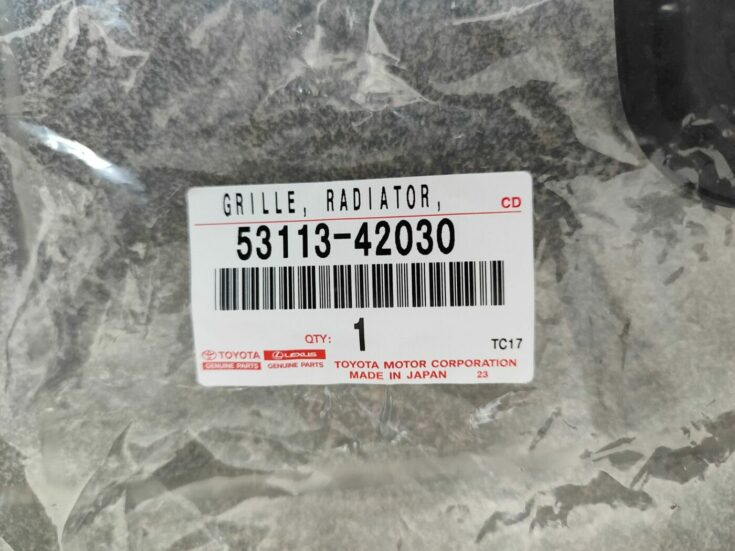 GRILLE, RADIATOR,
CD
53113-42030
QTY: 1
TC17
TOYOTA LEXUS
GENUINE PARTS GENUINE PARTS
TOYOTA MOTOR CORPORATION
MADE IN JAPAN 23